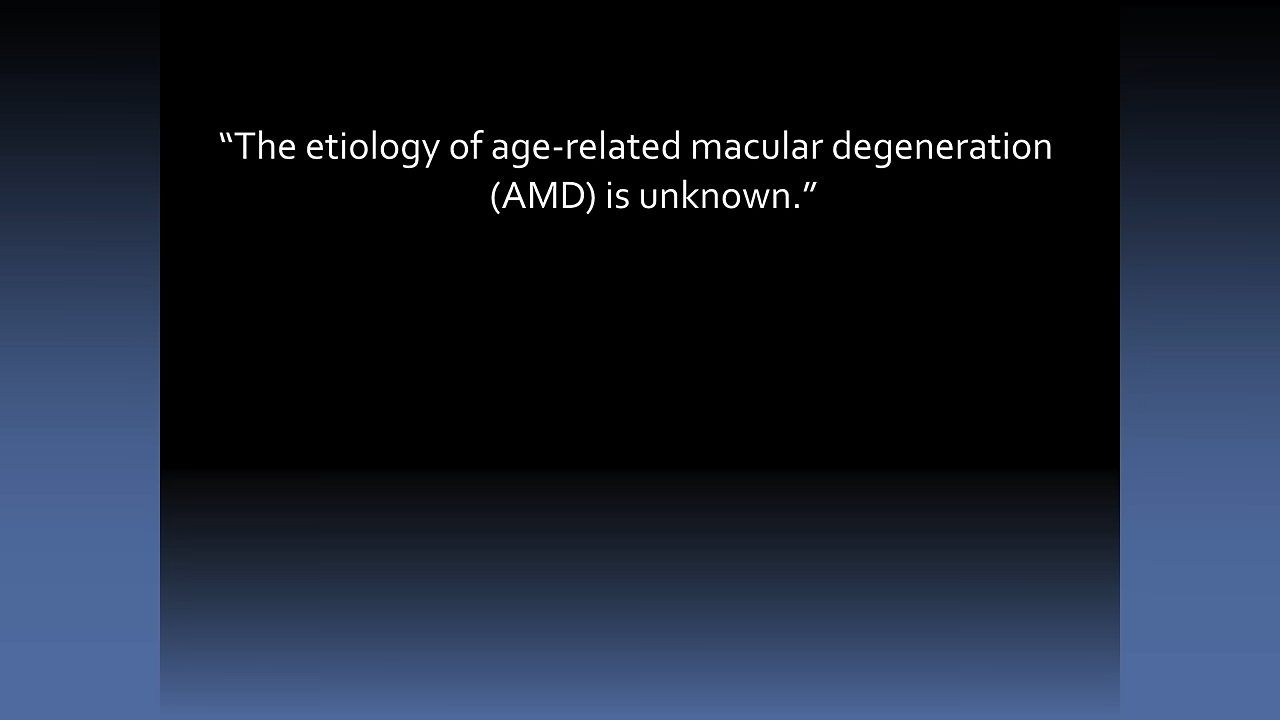 “The etiology of age-related macular degeneration
(AMD) is unknown.”